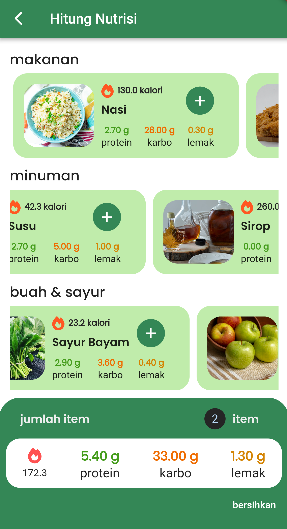 Hitung Nutrisi
makanan
130.0 kalori
Nasi
2.70 g 28.00 g 0.30 g
protein karbo lemak
minuman
42.3 kalori 260.0
Susu Sirop
2.70 g 5.00 g 1.00 g 0.00 g
protein karbo lemak protein
buah & sayur
23.2 kalori
Sayur Bayam
2.90 g 3.60 g 0.40 g
protein karbo lemak
jumlah item 2 item
5.40 g 33.00 g 1.30 g
172.3 protein karbo lemak
bersihkan